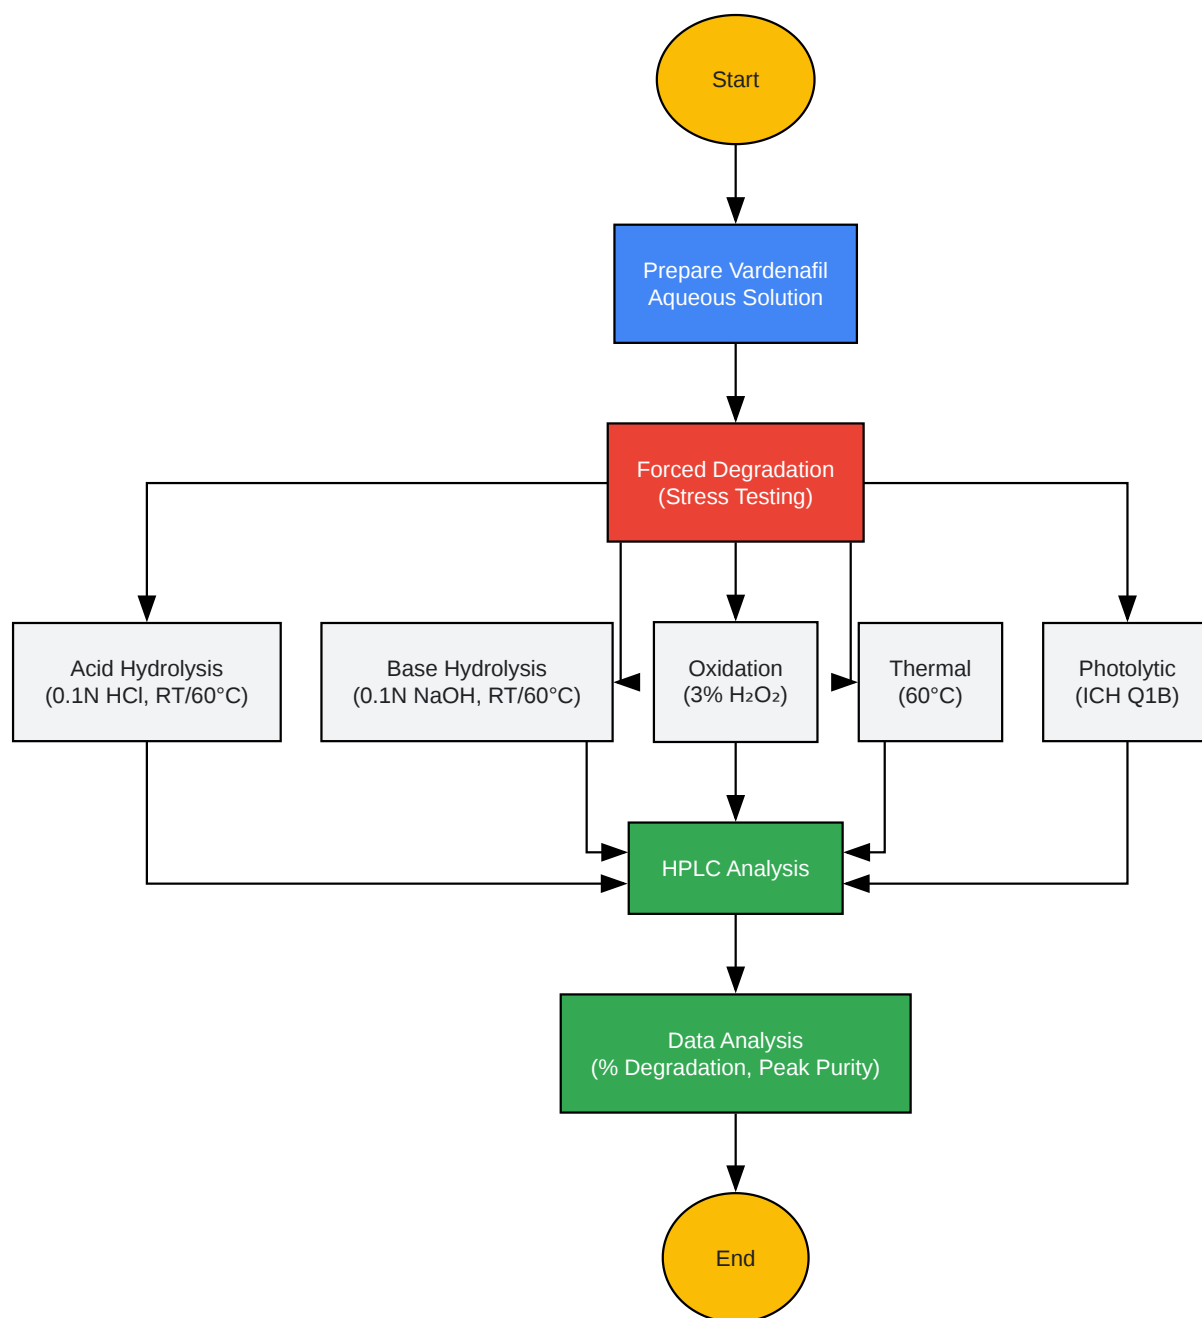 Start
Prepare Vardenafil
Aqueous Solution
Forced Degradation
(Stress Testing)
Acid Hydrolysis
(0.1N HCl, RT/60°C)
Base Hydrolysis
(0.1N NaOH, RT/60°C)
Oxidation
(3% H₂O₂)
Thermal
(60°C)
Photolytic
(ICH Q1B)
HPLC Analysis
Data Analysis
(% Degradation, Peak Purity)
End